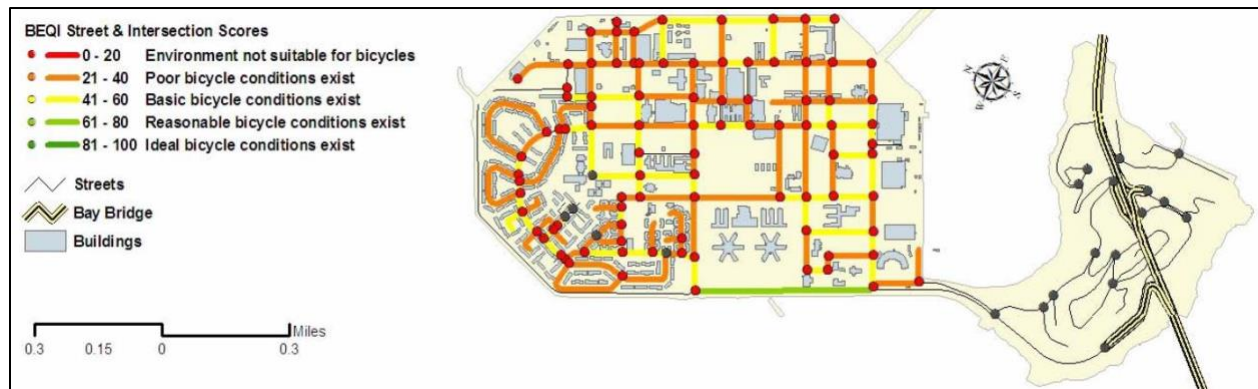 BEQI Street & Intersection Scores
0 - 20 Environment not suitable for bicycles
21 - 40 Poor bicycle conditions exist
41 - 60 Basic bicycle conditions exist
61 - 80 Reasonable bicycle conditions exist
81 - 100 Ideal bicycle conditions exist
Streets
Bay Bridge
Buildings
Miles
0.3 0.15 0 0.3
N E
W S